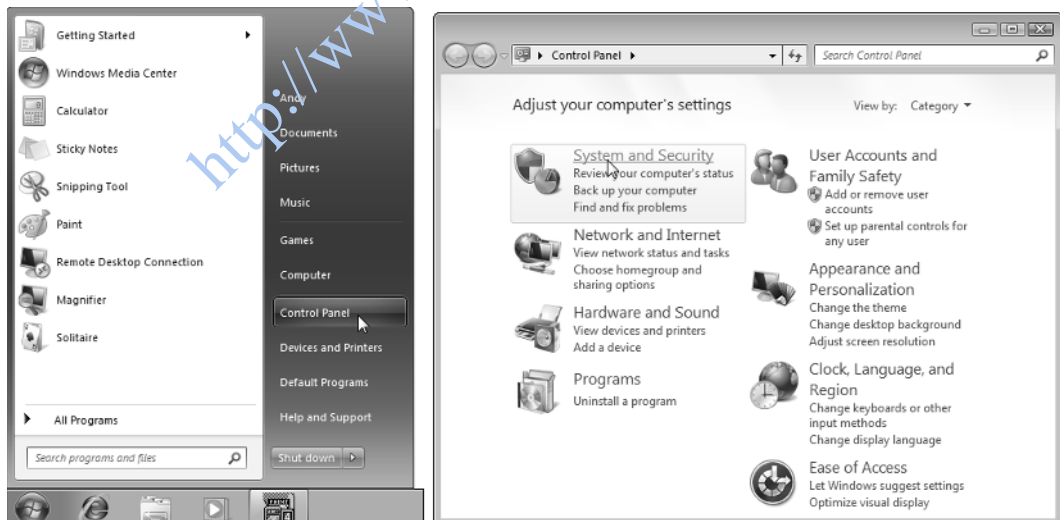 Getting Started
Windows Media Center
Calculator
Sticky Notes
Snipping Tool
Paint
Remote Desktop Connection
Magnifier
Solitaire
All Programs
Search programs and files
Andy
Documents
Pictures
Music
Games
Computer
Control Panel
Devices and Printers
Default Programs
Help and Support
Shut down
http://www
Control Panel
Search Control Panel
Adjust your computer's settings
View by: Category
System and Security
Review your computer's status
Back up your computer
Find and fix problems
Network and Internet
View network status and tasks
Choose homegroup and
sharing options
Hardware and Sound
View devices and printers
Add a device
Programs
Uninstall a program
User Accounts and
Family Safety
Add or remove user
accounts
Set up parental controls for
any user
Appearance and
Personalization
Change the theme
Change desktop background
Adjust screen resolution
Clock, Language, and
Region
Change keyboards or other
input methods
Change display language
Ease of Access
Let Windows suggest settings
Optimize visual display